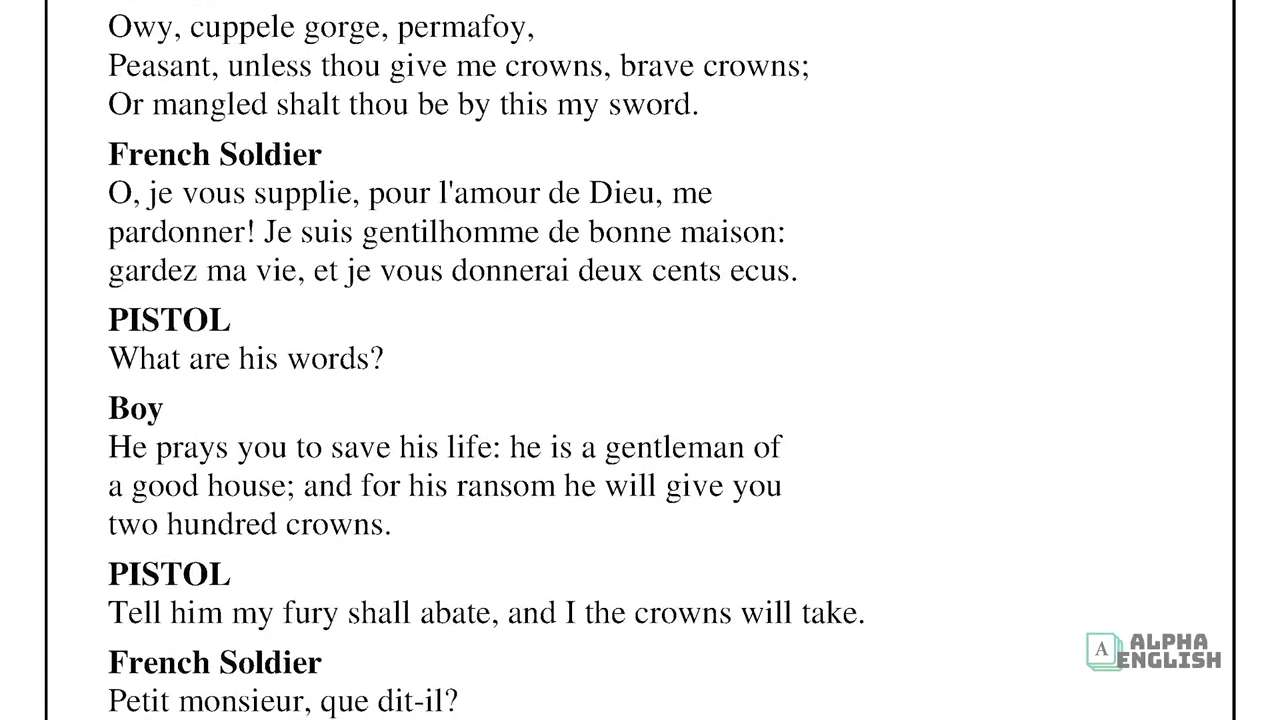 Owy, cuppele gorge, permafoy,
Peasant, unless thou give me crowns, brave crowns;
Or mangled shalt thou be by this my sword.
French Soldier
O, je vous supplie, pour l'amour de Dieu, me
pardonner! Je suis gentilhomme de bonne maison:
gardez ma vie, et je vous donnerai deux cents ecus.
PISTOL
What are his words?
Boy
He prays you to save his life: he is a gentleman of
a good house; and for his ransom he will give you
two hundred crowns.
PISTOL
Tell him my fury shall abate, and I the crowns will take.
French Soldier
Petit monsieur, que dit-il?
A
ALPHA
ENGLISH